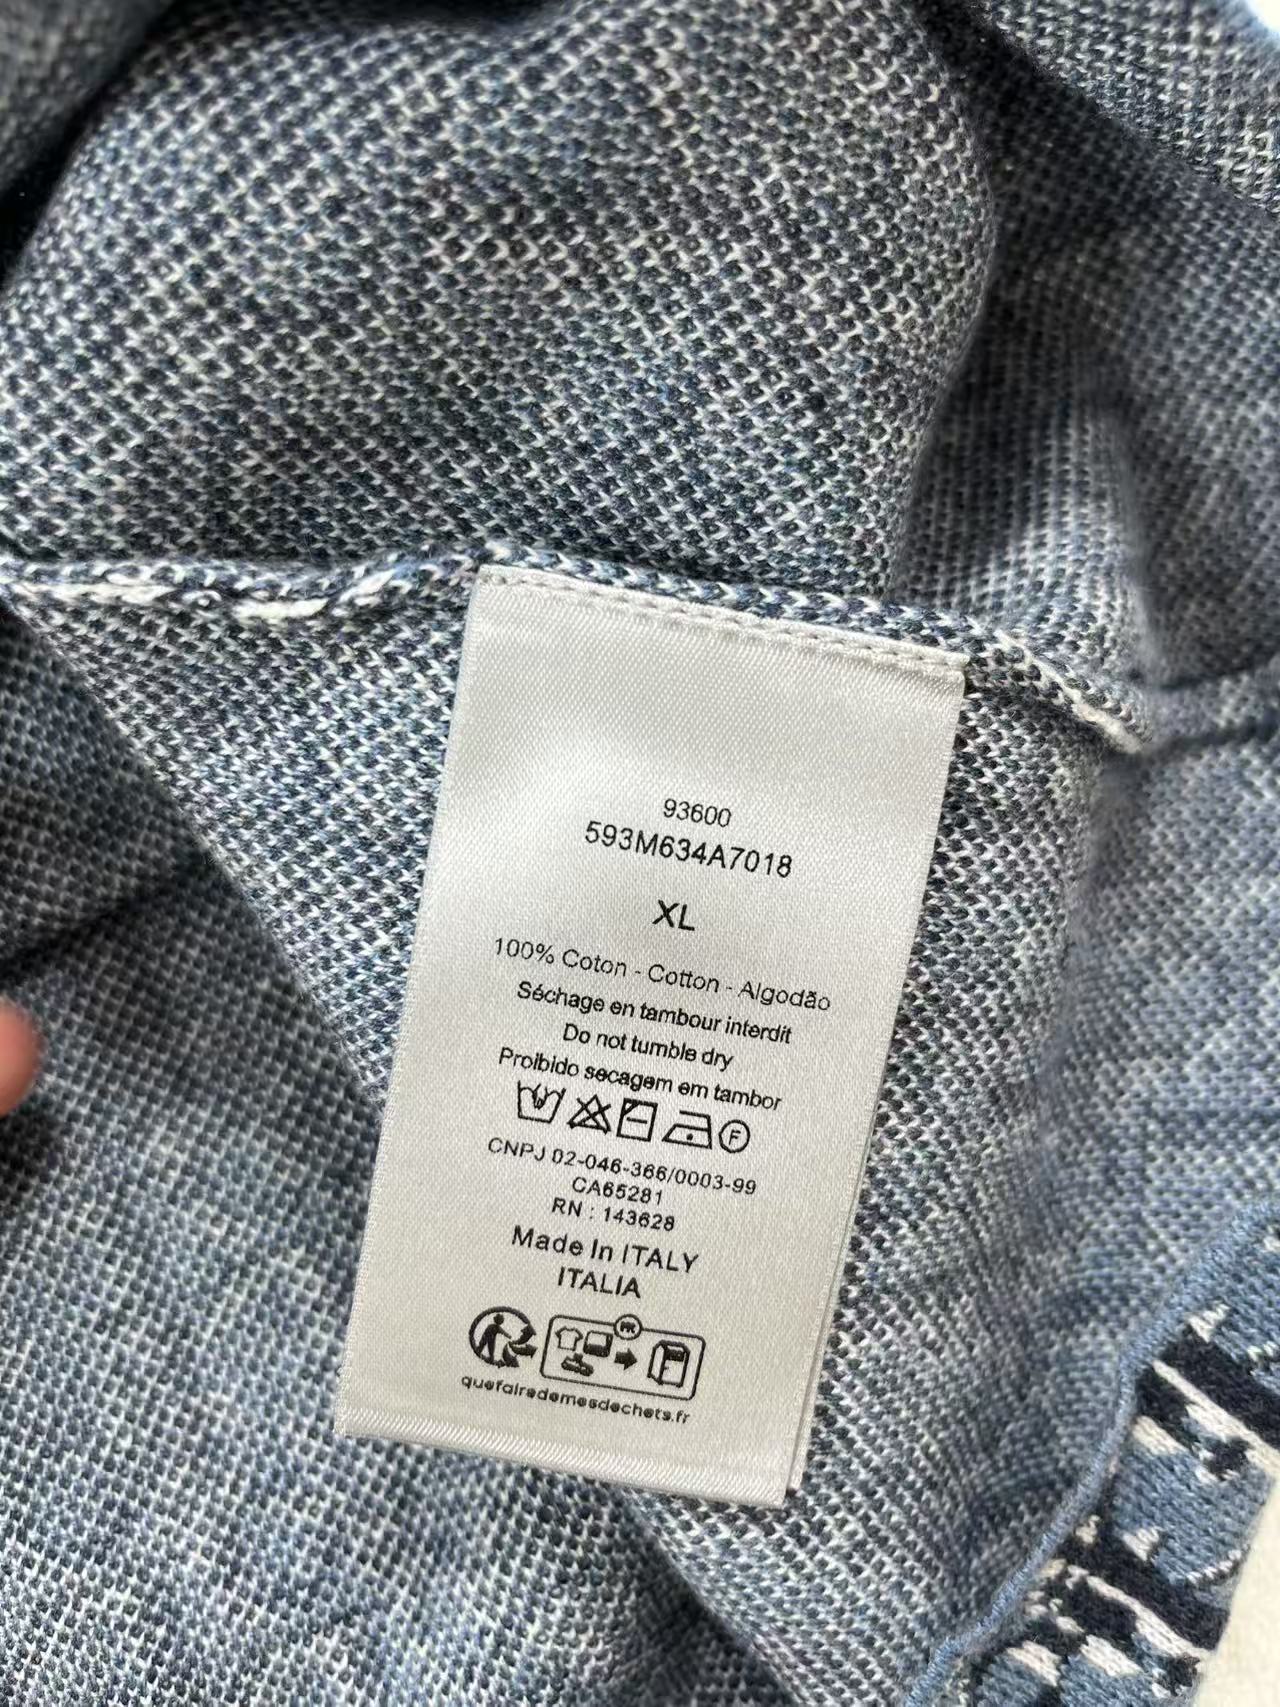 93600
593M634A7018
XL
100% Coton - Cotton - Algodão
Séchage en tambour interdit
Do not tumble dry
Proibido secagem em tambor
F
CNPJ 02-046-366/0003-99
CA65281
RN : 143628
Made In ITALY
ITALIA
FR
quefairedemesdechets.fr